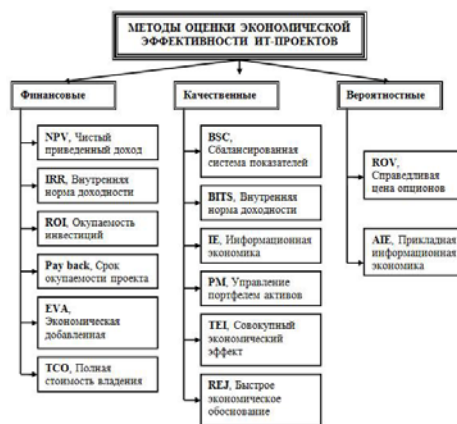 МЕТОДЫ ОЦЕНКИ ЭКОНОМИЧЕСКОЙ
ЭФФЕКТИВНОСТИ ИТ-ПРОЕКТОВ
Финансовые
NPV, Чистый
приведенный доход
IRR, Внутренняя
норма доходности
ROI, Окупаемость
инвестиций
Pay back, Срок
окупаемости проекта
EVA,
Экономическая
добавленная
TCO, Полная
стоимость владения
Качественные
BSC,
Сбалансированная
система показателей
BITS, Внутренняя
норма доходности
IE, Информационная
экономика
PM, Управление
портфелем активов
TEI, Совокупный
экономический
эффект
REJ, Быстрое
экономическое
обоснование
Вероятностные
ROV,
Справедливая
цена опционов
AIE, Прикладная
информационная
экономика